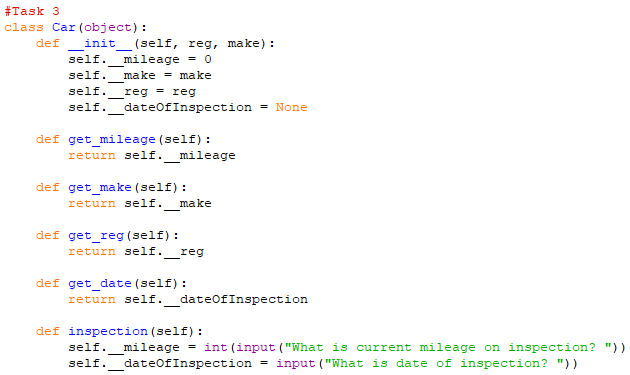 #Task 3
class Car(object):
    def __init__(self, reg, make):
        self.__mileage = 0
        self.__make = make
        self.__reg = reg
        self.__dateOfInspection = None

    def get_mileage(self):
        return self.__mileage

    def get_make(self):
        return self.__make

    def get_reg(self):
        return self.__reg

    def get_date(self):
        return self.__dateOfInspection

    def inspection(self):
        self.__mileage = int(input("What is current mileage on inspection? "))
        self.__dateOfInspection = input("What is date of inspection? "))